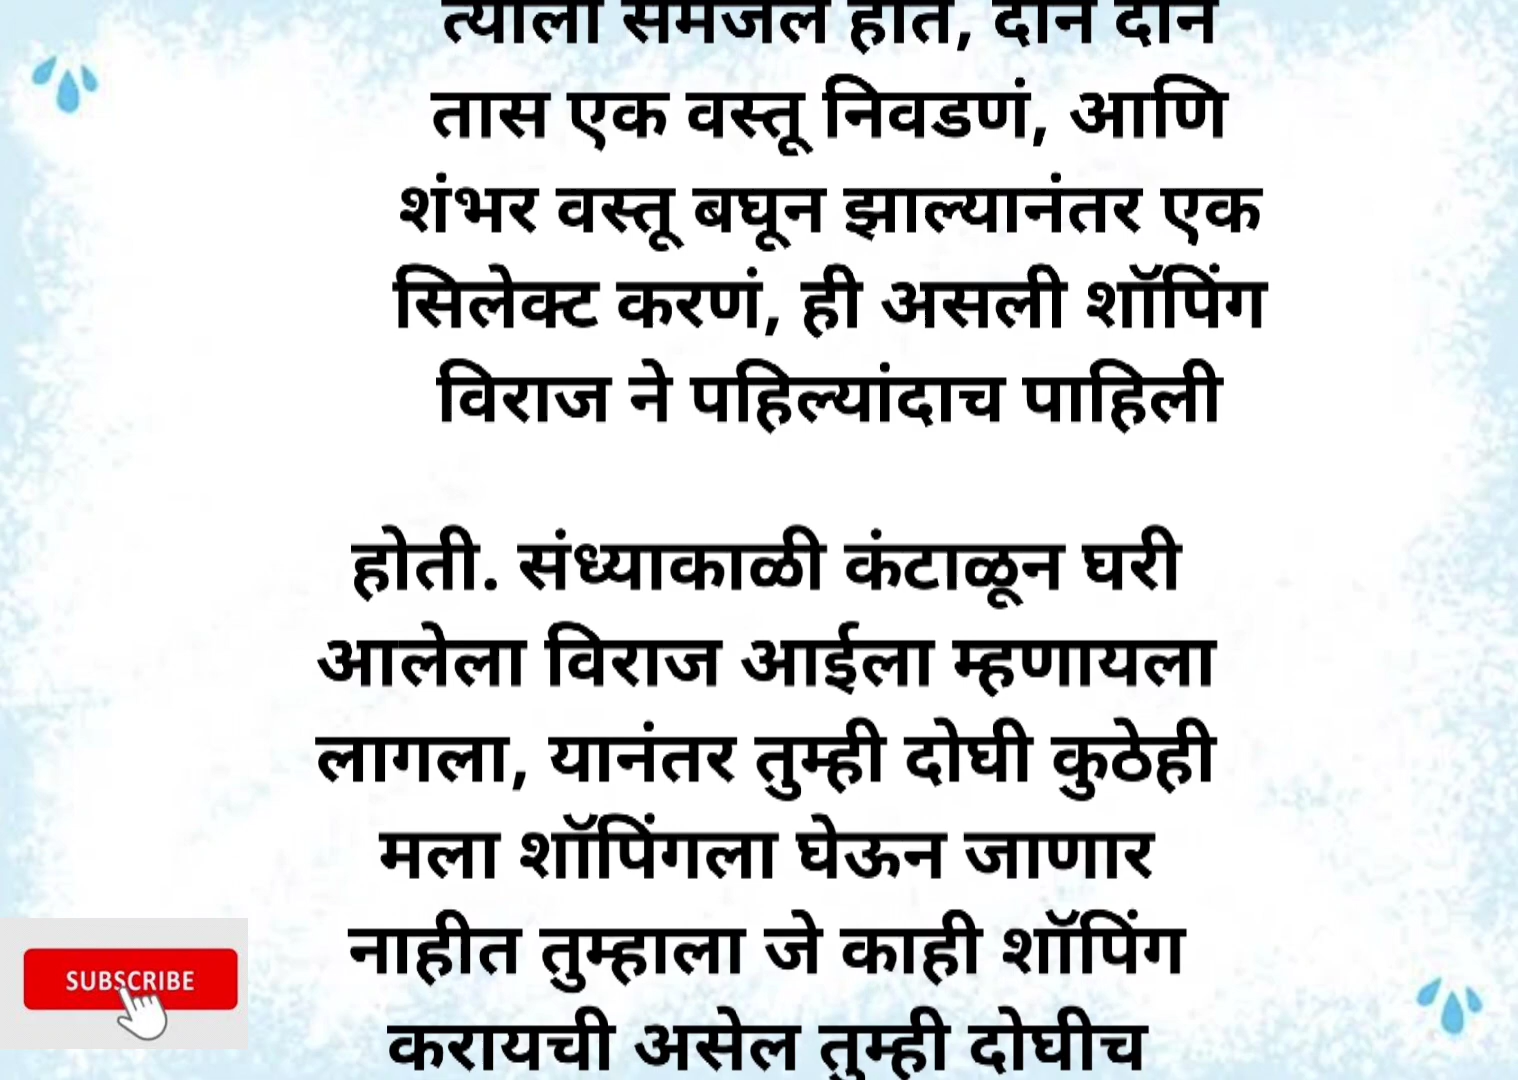 त्याला समजलं होतं, दोन दोन
तास एक वस्तू निवडणं, आणि
शंभर वस्तू बघून झाल्यानंतर एक
सिलेक्ट करणं, ही असली शॉपिंग
विराज ने पहिल्यांदाच पाहिली
होती. संध्याकाळी कंटाळून घरी
आलेला विराज आईला म्हणायला
लागला, यानंतर तुम्ही दोघी कुठेही
मला शॉपिंगला घेऊन जाणार
नाहीत तुम्हाला जे काही शॉपिंग
करायची असेल तुम्ही दोघीच
SUBSCRIBE